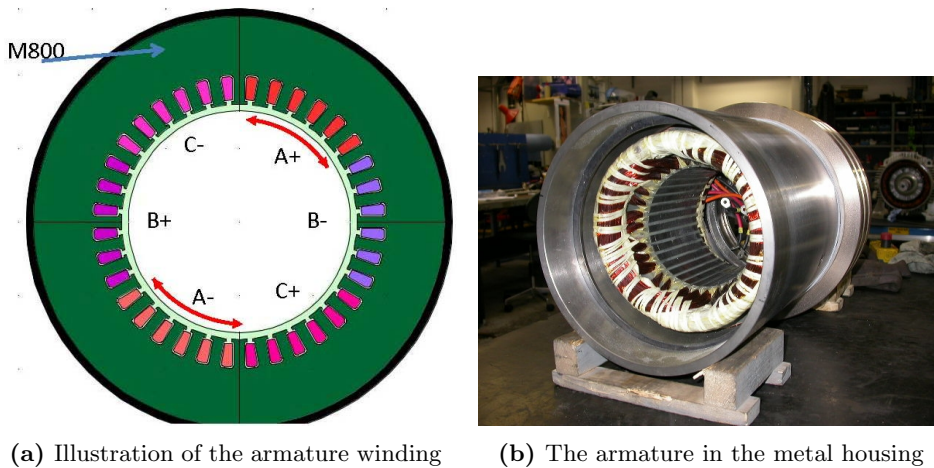 M800
C-
A+
B+
B-
A-
C+
(a) Illustration of the armature winding
(b) The armature in the metal housing